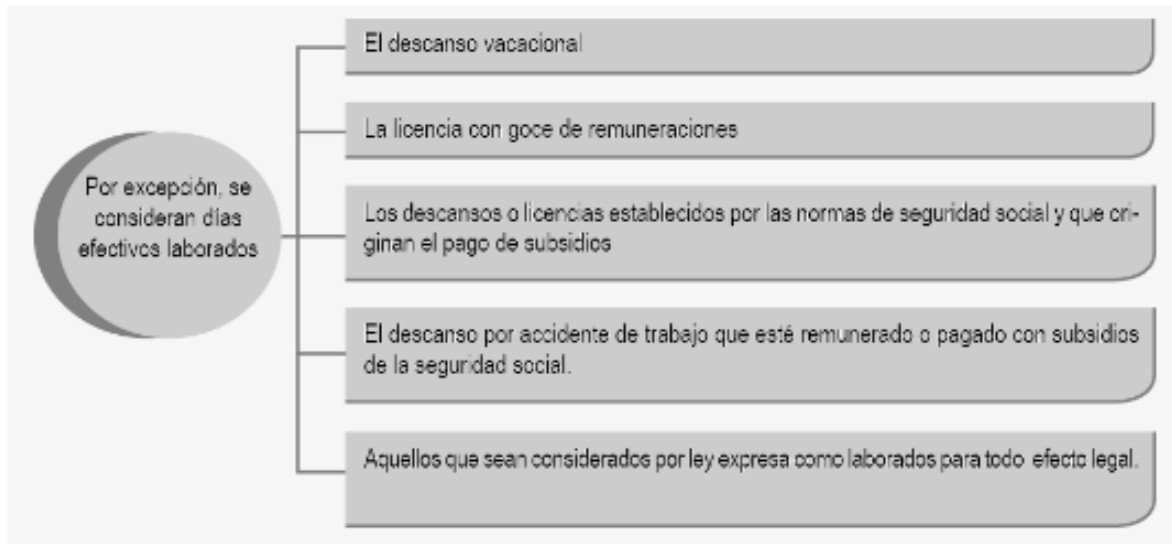 Por excepción, se
consideran días
efectivos laborados
El descanso vacacional
La licencia con goce de remuneraciones
Los descansos o licencias establecidos por las normas de seguridad social y que ori-
ginan el pago de subsidios
El descanso por accidente de trabajo que esté remunerado o pagado con subsidios
de la seguridad social.
Aquellos que sean considerados por ley expresa como laborados para todo efecto legal.